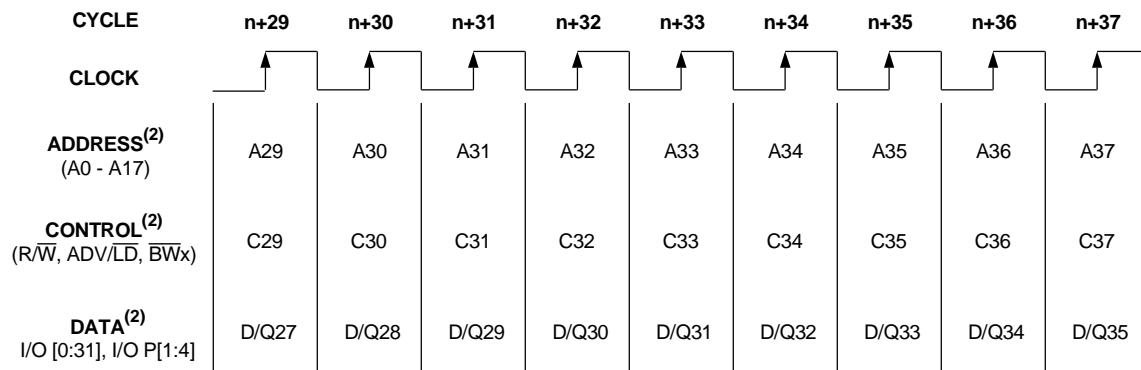 CYCLE n+29 n+30 n+31 n+32 n+33 n+34 n+35 n+36 n+37
CLOCK
ADDRESS(2) A29 A30 A31 A32 A33 A34 A35 A36 A37
(A0 - A17)
CONTROL(2) C29 C30 C31 C32 C33 C34 C35 C36 C37
(R/W̅, ADV/L̅D̅, B̅W̅x)
DATA(2) D/Q27 D/Q28 D/Q29 D/Q30 D/Q31 D/Q32 D/Q33 D/Q34 D/Q35
I/O [0:31], I/O P[1:4]